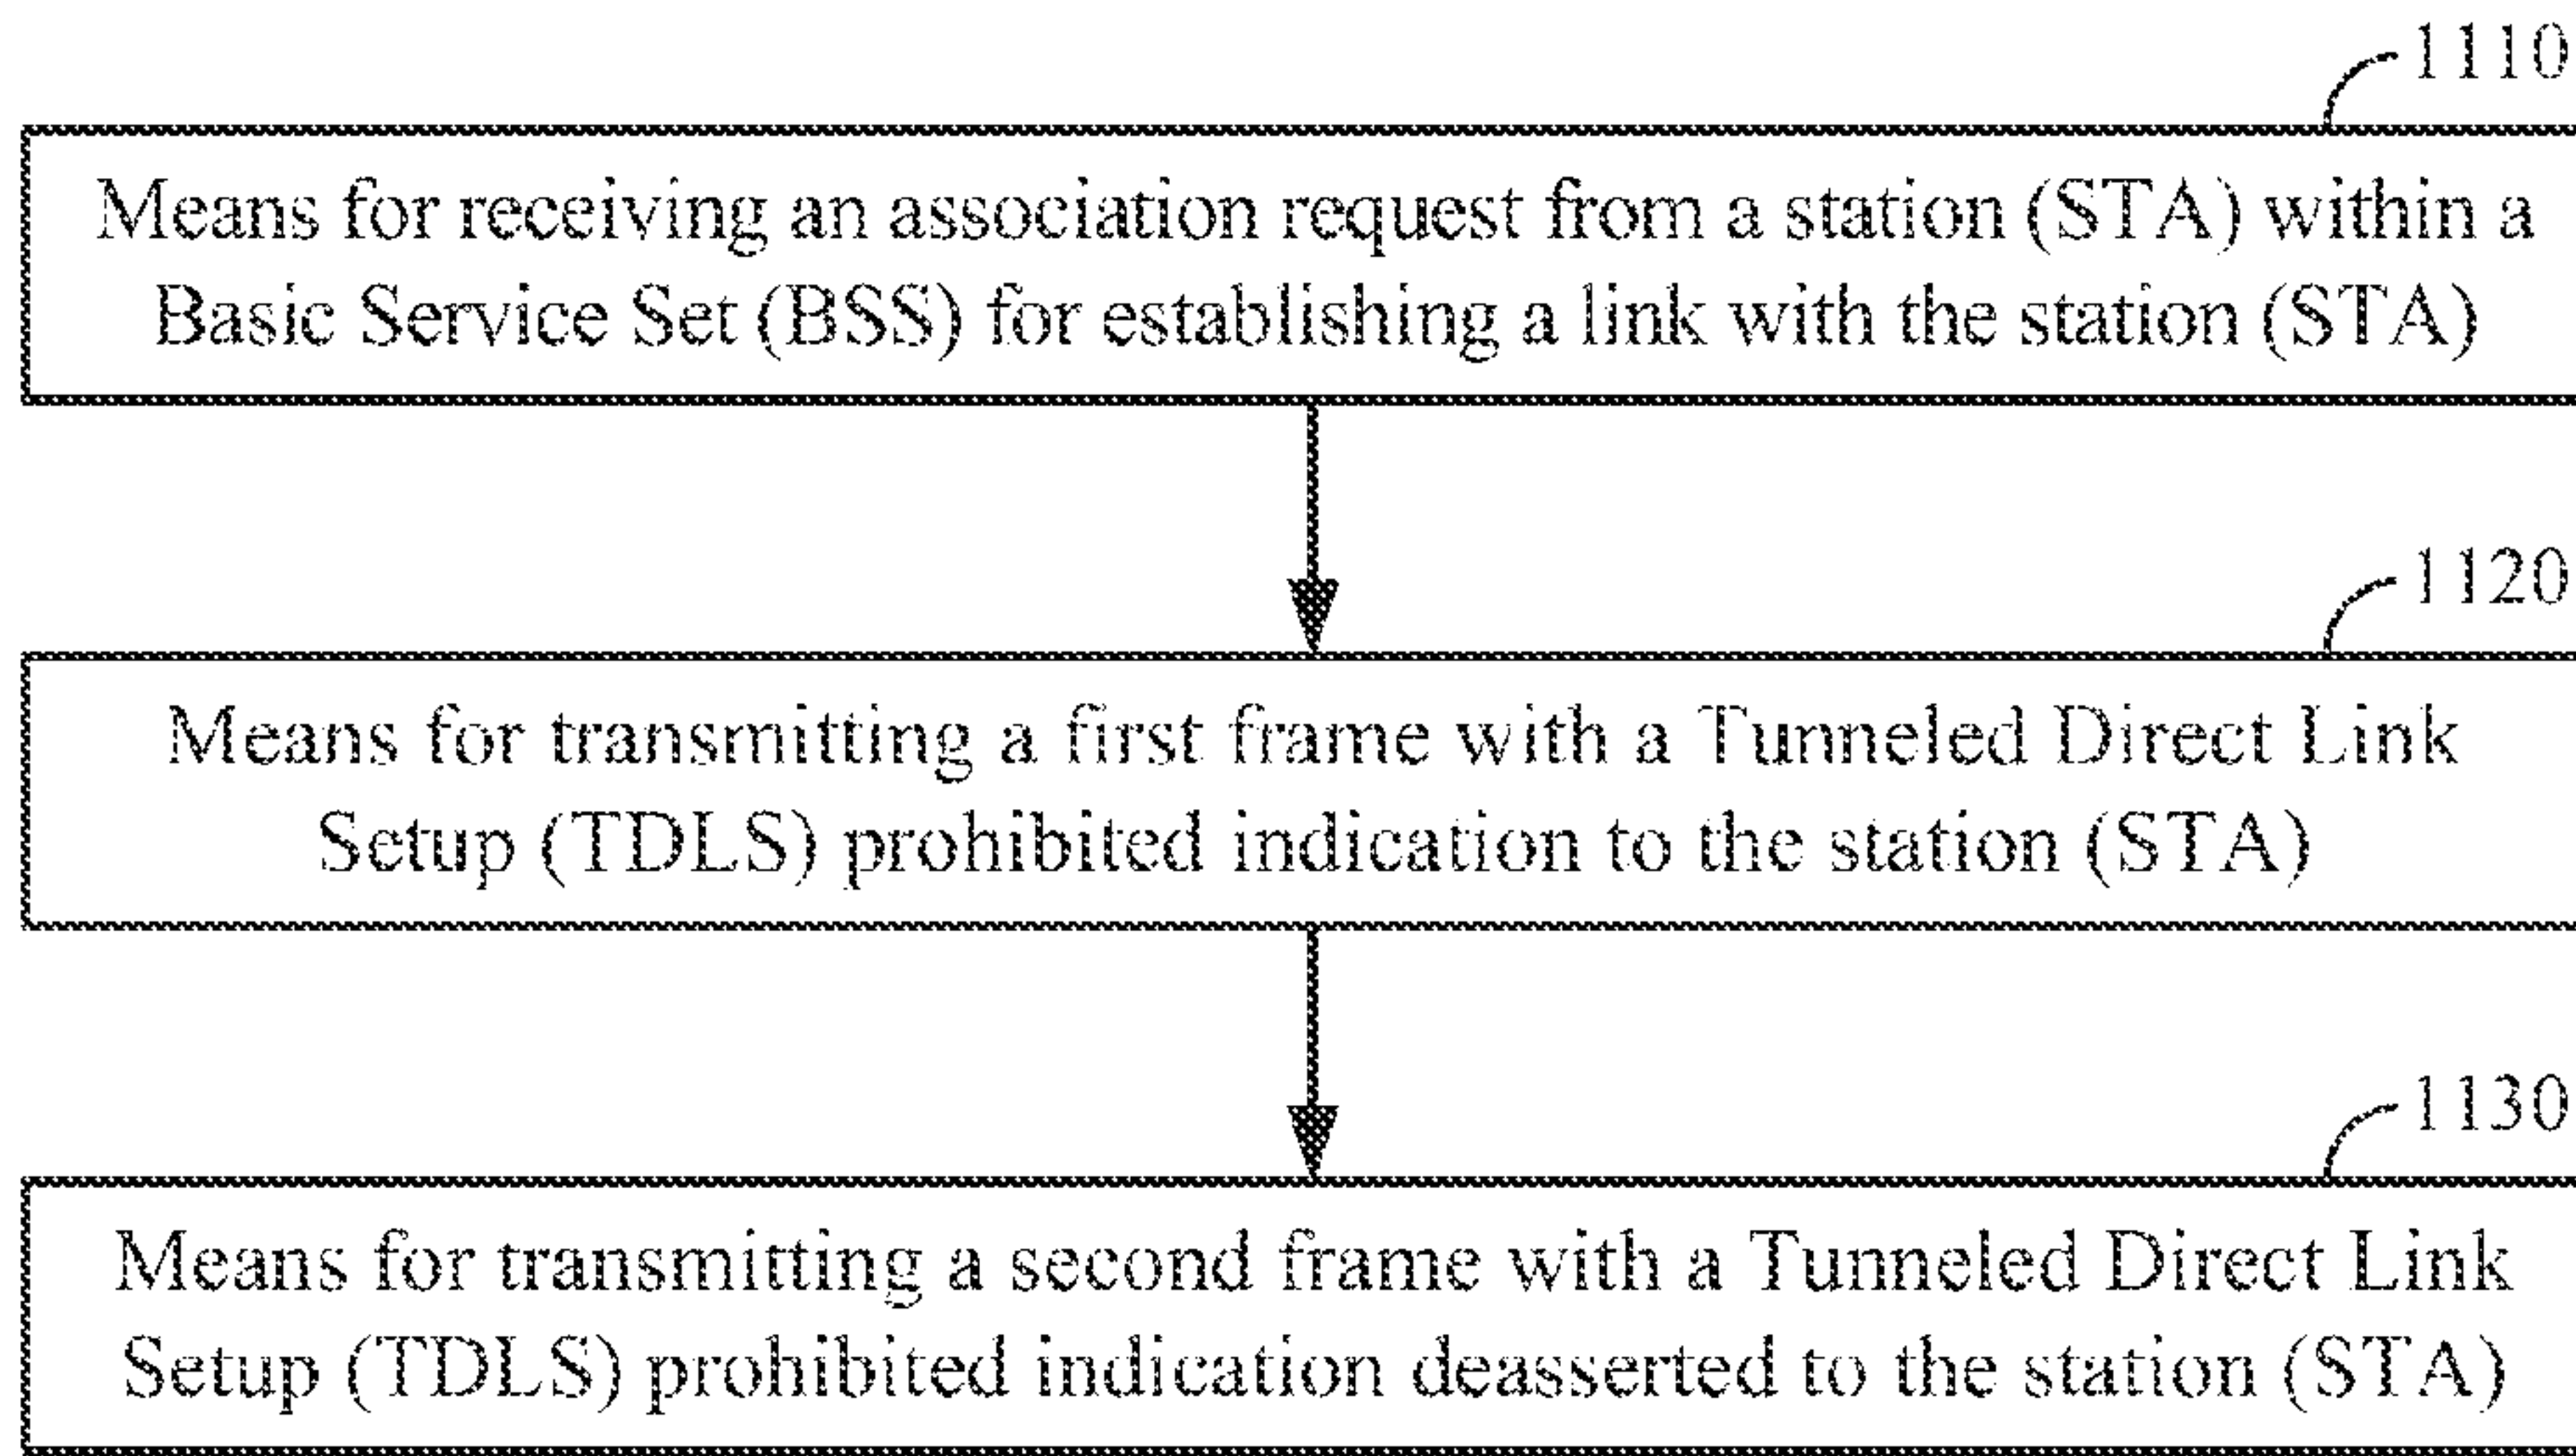 1110
Means for receiving an association request from a station (STA) within a
Basic Service Set (BSS) for establishing a link with the station (STA)
1120
Means for transmitting a first frame with a Tunneled Direct Link
Setup (TDLS) prohibited indication to the station (STA)
1130
Means for transmitting a second frame with a Tunneled Direct Link
Setup (TDLS) prohibited indication deasserted to the station (STA)